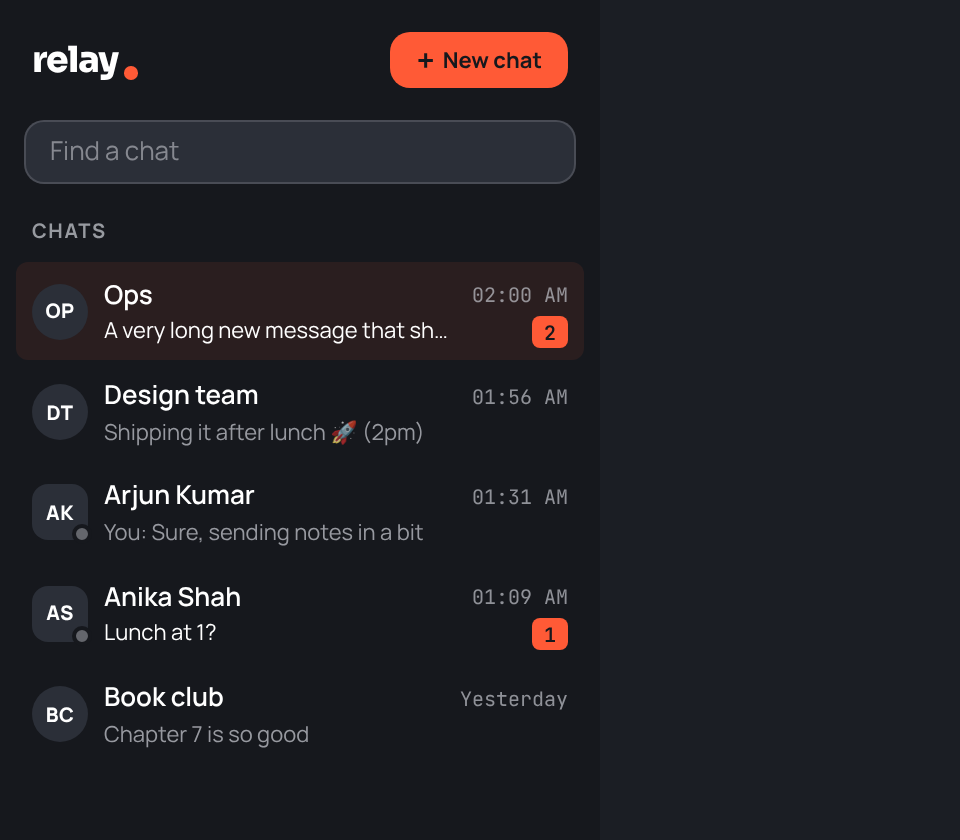 relay
+ New chat
Find a chat
CHATS
OP
Ops
02:00 AM
A very long new message that sh…
2
DT
Design team
01:56 AM
Shipping it after lunch 🚀 (2pm)
AK
Arjun Kumar
01:31 AM
You: Sure, sending notes in a bit
AS
Anika Shah
01:09 AM
Lunch at 1?
1
BC
Book club
Yesterday
Chapter 7 is so good